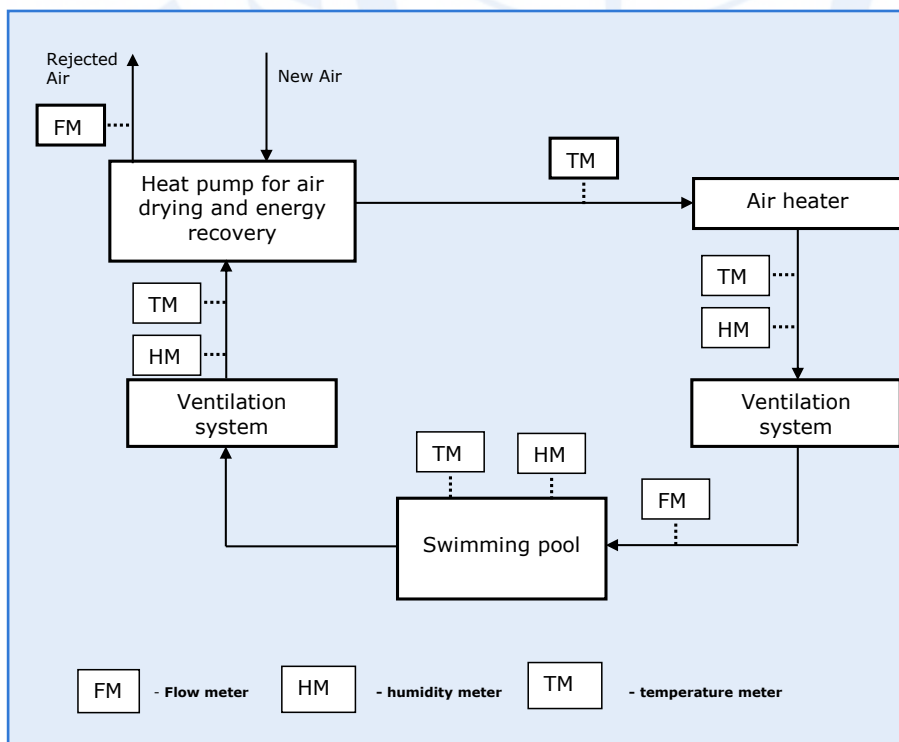 Rejected
Air
New Air
FM
TM
Heat pump for air
drying and energy
recovery
Air heater
TM
TM
HM
HM
Ventilation
system
Ventilation
system
TM
HM
FM
Swimming pool
FM - Flow meter
HM - humidity meter
TM - temperature meter